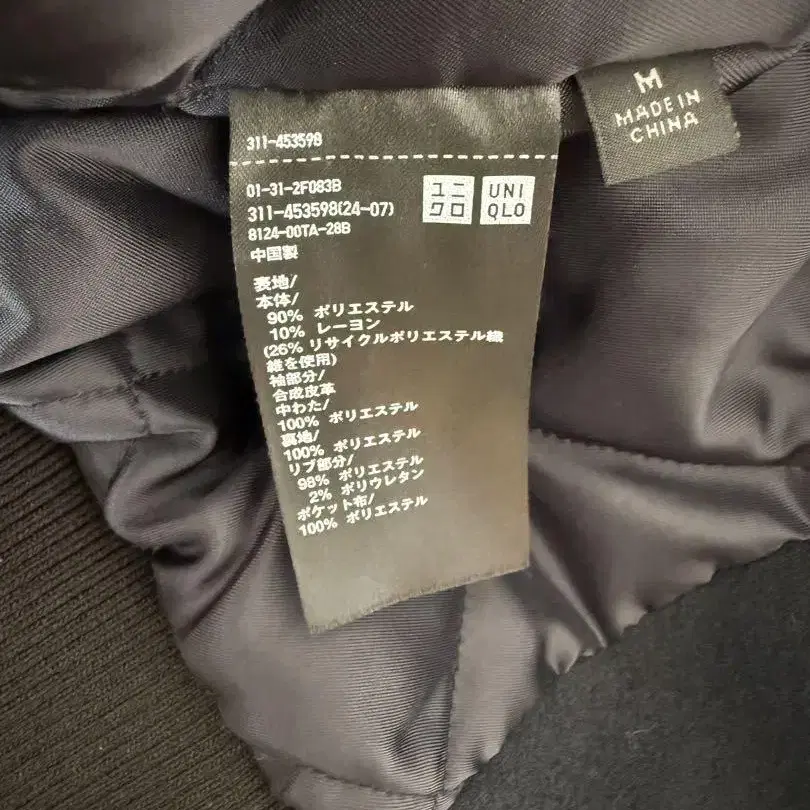 311-453598
01-31-2F083B
311-453598(24-07)
8124-00TA-28B
中国製
ユニ
クロ
UNI
QLO
表地/
本体/
90% ポリエステル
10% レーヨン
(26% リサイクルポリエステル繊
維を使用)
袖部分/
合成皮革
中わた/
100% ポリエステル
裏地/
100% ポリエステル
リブ部分/
98% ポリエステル
2% ポリウレタン
ポケット布/
100% ポリエステル
M
MADE IN
CHINA